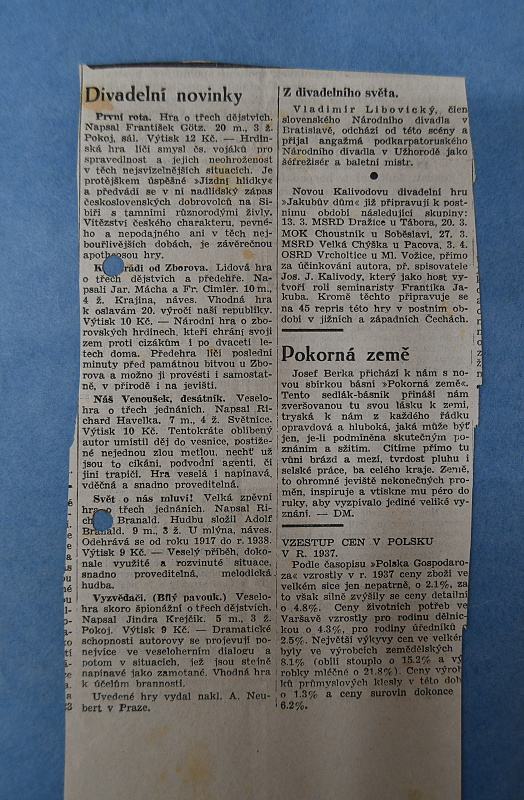 Divadelní novinky
První rota. Hra o třech dějstvích.
Napsal František Götz. 20 m., 3 ž.
Pokoj, sál. Výtisk 12 Kč. — Hrdin-
ská hra líčí smysl čs. vojáků pro
spravedlnost a jejich neohroženost
v těch nejsvízelnějších situacích. Je
protějškem úspěšné »Jízdní hlídky«
a předvádí se v ní nadlidský zápas
československých dobrovolců na Si-
biři s tamními různorodými živly.
Vítězství českého charakteru, pevné-
ho a nepodajného ani v těch nej-
bouřlivějších dobách, je závěrečnou
apotheosou hry.
Kamarádi od Zborova. Lidová hra
o třech dějstvích a předehře. Na-
psali Jar. Mácha a Fr. Cimler. 10 m.,
4 ž. Krajina, náves. Vhodná hra
k oslavám 20. výročí naší republiky.
Výtisk 10 Kč. — Národní hra o zbo-
rovských hrdinech, kteří chrání svoji
zem proti cizákům i po dvaceti le-
tech doma. Předehra líčí poslední
minuty před památnou bitvou u Zbo-
rova a možno ji provésti i samostat-
ně, v přírodě i na jevišti.
Náš Venoušek, desátník. Veselo-
hra o třech jednáních. Napsal Ri-
chard Havelka. 7 m., 4 ž. Světnice.
Výtisk 10 Kč. Tentokráte oblíbený
autor umístil děj do vesnice, postiže-
né nejednou zlou metlou, nechť už
jsou to cikáni, podvodní agenti, či
jiní trapiči. Hra veselá i napínavá,
vděčná a snadno proveditelná.
Svět o nás mluví! Velká zpěvní
hra o třech jednáních. Napsal Ri-
ch. Branald. Hudbu složil Adolf
Branald. 9 m., 3 ž. U mlýna, náves.
Odehrává se od roku 1917 do r. 1938.
Výtisk 9 Kč. — Veselý příběh, doko-
nale využité a rozvinuté situace,
snadno proveditelná, melodická
hudba.
Vyzvědači. (Bílý pavouk.) Veselo-
hra skoro špionážní o třech dějstvích.
Napsal Jindra Krejčík. 5 m., 3 ž.
Pokoj. Výtisk 9 Kč. — Dramatické
schopnosti autorovy se projevují po-
nejvíce ve veseloherním dialogu a
potom v situacích, jež jsou stejně
napínavé jako zamotané. Vhodná hra
k účelům branností.
Uvedené hry vydal nakl. A. Neu-
bert v Praze.
Z divadelního světa.
Vladimír Libovický, člen
slovenského Národního divadla v
Bratislavě, odchází od této scény a
přijal angažmá podkarpatoruského
Národního divadla v Užhorodě jako
šéfrežisér a baletní mistr.
Novou Kalivodovu divadelní hru
»Jakubův dům« již připravují k post-
nímu období následující skupiny:
13. 3. MSRD Dražice u Tábora, 20. 3.
MOK Choustník u Soběslavi, 27. 3.
MSRD Velká Chýška u Pacova, 3. 4.
OSRD Vrcholtice u Ml. Vožice, přímo
za účinkování autora, př. spisovatele
Jos. J. Kalivody, který jako host vy-
tvoří roli seminaristy Frantíka Ja-
kuba. Kromě těchto připravuje se
na 45 repris této hry v postním ob-
dobí v jižních a západních Čechách.
Pokorná země
Josef Berka přichází k nám s no-
vou sbírkou básní »Pokorná země«.
Tento sedlák-básník přináší nám
zveršovanou tu svou lásku k zemi,
tryská k nám z každého řádku
opravdová a hluboká, jaká může být
jen, je-li podmíněna skutečným po-
znáním a sžitím. Cítíme přímo tu
vůni brázd a mezí, tvrdost pluhu i
selské práce, ba celého kraje. Země,
to ohromné jeviště nekonečných pro-
měn, inspiruje a vtiskne mu péro do
ruky, aby vyzpívalo jediné veliké vy-
znání. — DM.
VZESTUP CEN V POLSKU
V R. 1937.
Podle časopisu »Polska Gospodaro-
za« vzrostly v r. 1937 ceny zboží ve
velkém sice jen nepatrně, o 2.1%, za
to však silně zvýšily se ceny detailní
o 4.8%. Ceny životních potřeb ve
Varšavě vzrostly pro rodinu dělnic-
kou o 4.3%, pro rodiny úředníků o
2.5%. Největší výkyvy cen ve velkém
byly ve výrobcích zemědělských o
8.1% (obilí stouplo o 15.2% a vý
robky mléčné o 21.8%). Ceny výrob
ků průmyslových klesly v této dob
o 1.3% a ceny surovin dokonce
6.2%.